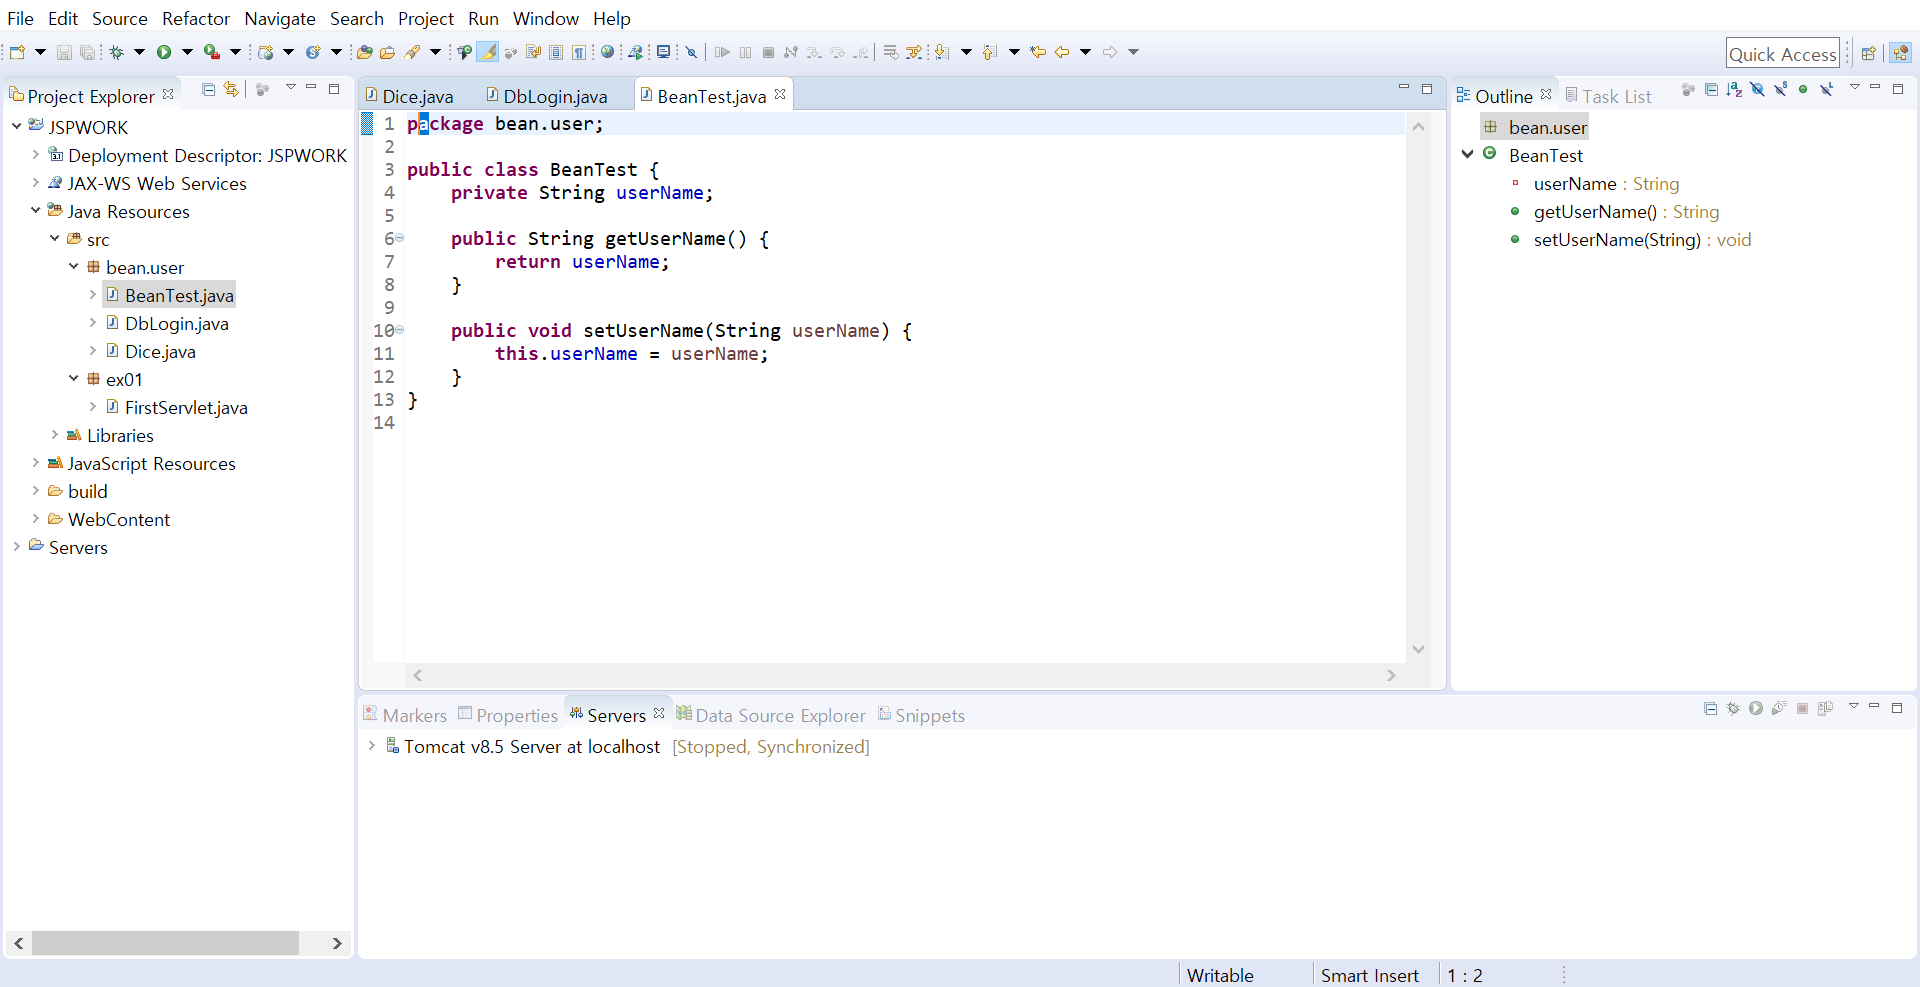 File Edit Source Refactor Navigate Search Project Run Window Help
Quick Access
Project Explorer
JSPWORK
Deployment Descriptor: JSPWORK
JAX-WS Web Services
Java Resources
src
bean.user
BeanTest.java
DbLogin.java
Dice.java
ex01
FirstServlet.java
Libraries
JavaScript Resources
build
WebContent
Servers
Dice.java DbLogin.java BeanTest.java
1 package bean.user;
2
3 public class BeanTest {
4 private String userName;
5
6 public String getUserName() {
7 return userName;
8 }
9
10 public void setUserName(String userName) {
11 this.userName = userName;
12 }
13 }
14
Outline Task List
bean.user
BeanTest
userName : String
getUserName() : String
setUserName(String) : void
Markers Properties Servers Data Source Explorer Snippets
Tomcat v8.5 Server at localhost [Stopped, Synchronized]
Writable Smart Insert 1 : 2